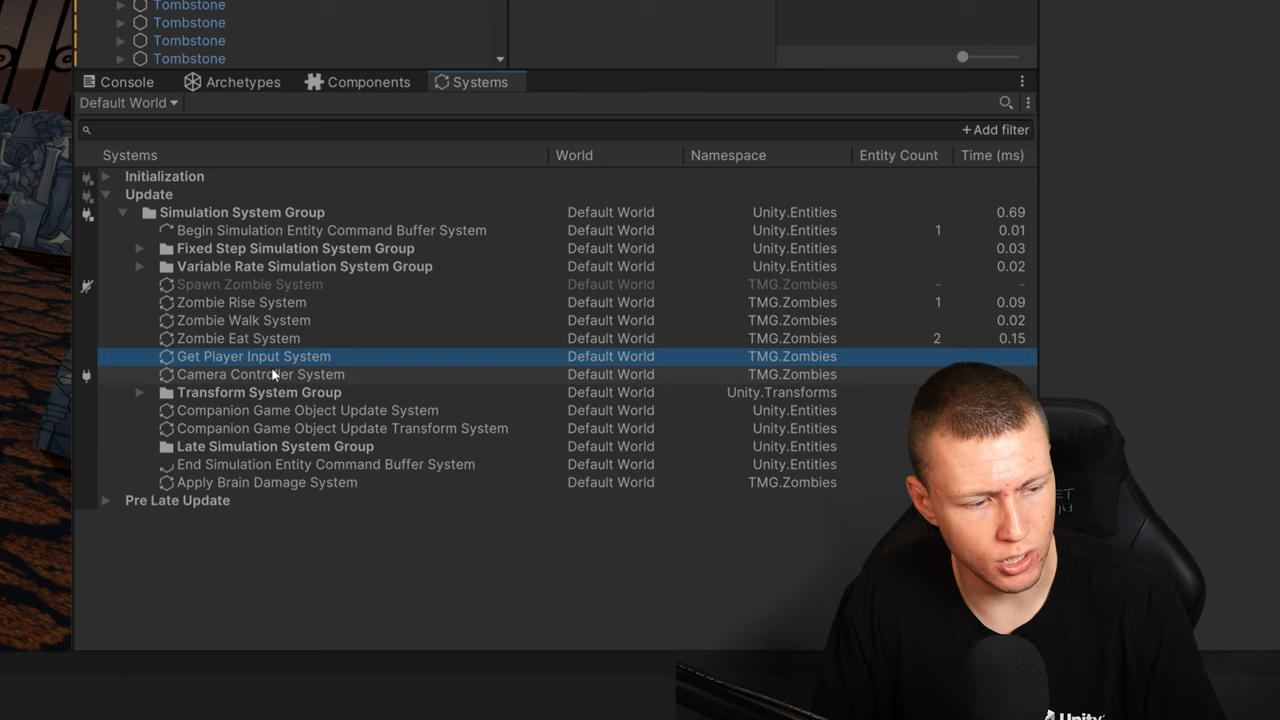 Tombstone
Tombstone
Tombstone
Tombstone
Console Archetypes Components Systems
Default World
+ Add filter
Systems World Namespace Entity Count Time (ms)
Initialization
Update
Simulation System Group Default World Unity.Entities 0.69
Begin Simulation Entity Command Buffer System Default World Unity.Entities 1 0.01
Fixed Step Simulation System Group Default World Unity.Entities 0.03
Variable Rate Simulation System Group Default World Unity.Entities 0.02
Spawn Zombie System Default World TMG.Zombies - -
Zombie Rise System Default World TMG.Zombies 1 0.09
Zombie Walk System Default World TMG.Zombies 0.02
Zombie Eat System Default World TMG.Zombies 2 0.15
Get Player Input System Default World TMG.Zombies
Camera Controller System Default World TMG.Zombies
Transform System Group Default World Unity.Transforms
Companion Game Object Update System Default World Unity.Entities
Companion Game Object Update Transform System Default World Unity.Entities
Late Simulation System Group Default World Unity.Entities
End Simulation Entity Command Buffer System Default World Unity.Entities
Apply Brain Damage System Default World TMG.Zombies
Pre Late Update
Unity